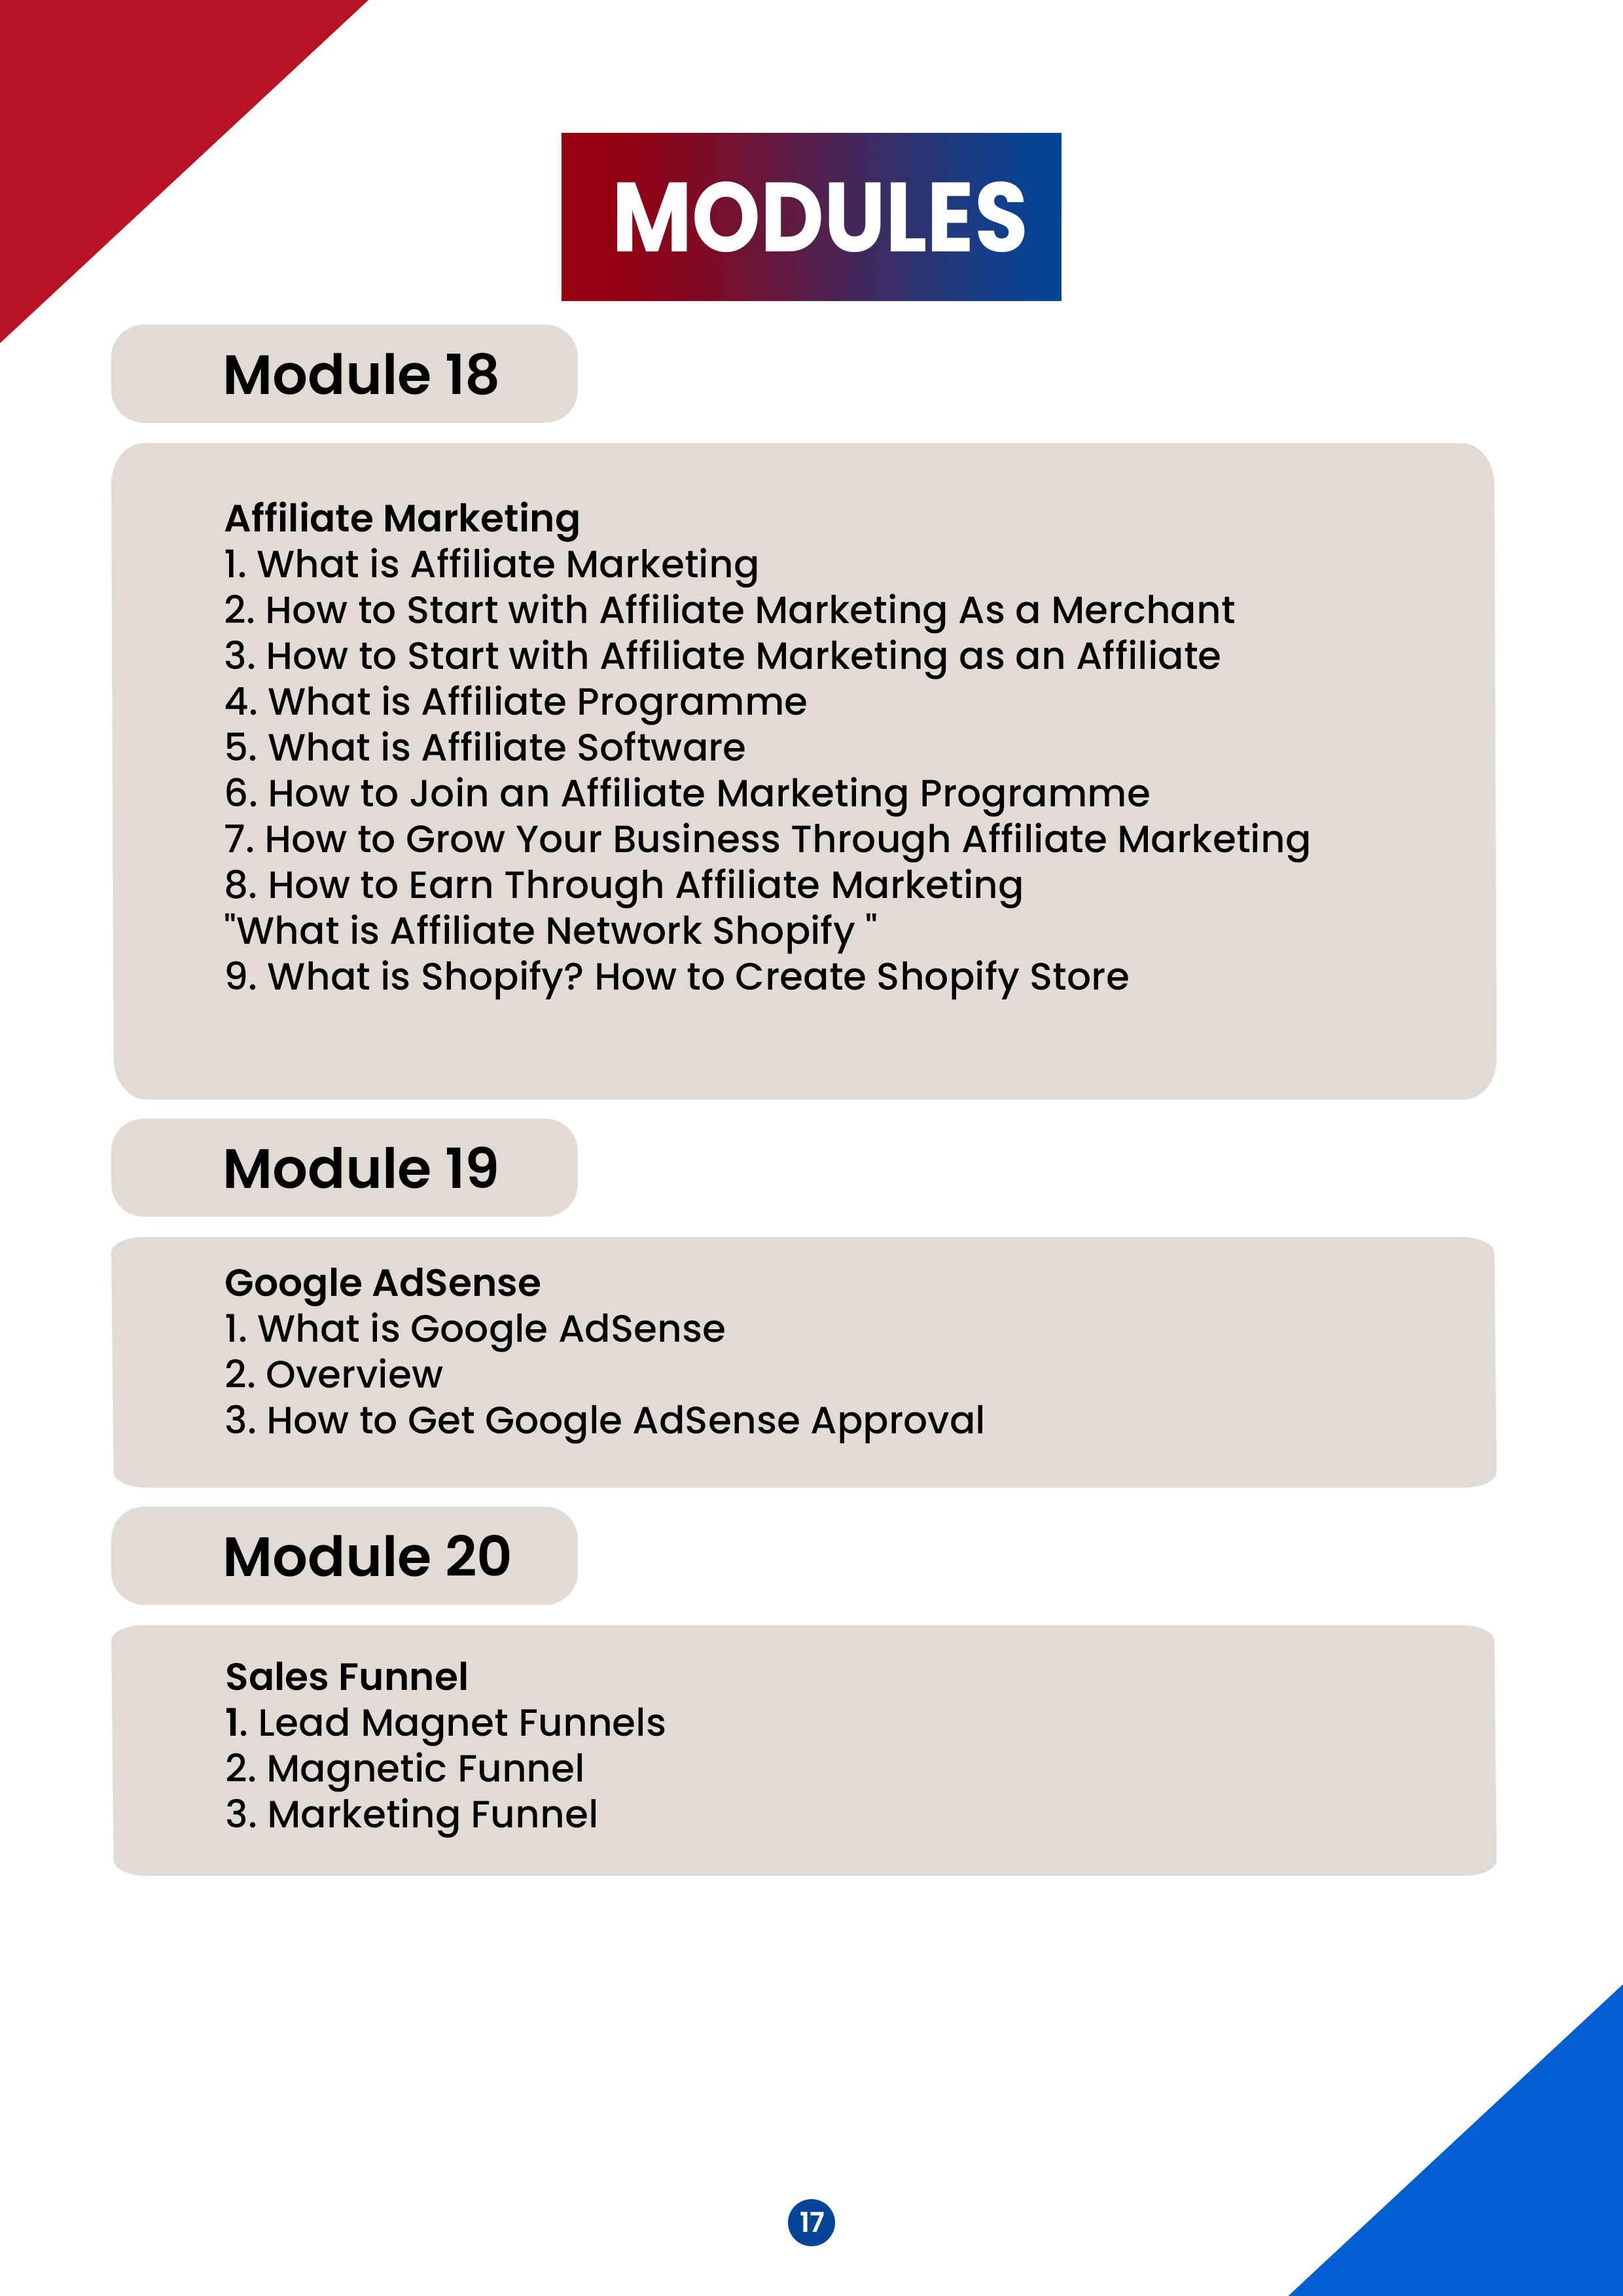 MODULES
Module 18
Affiliate Marketing
1. What is Affiliate Marketing
2. How to Start with Affiliate Marketing As a Merchant
3. How to Start with Affiliate Marketing as an Affiliate
4. What is Affiliate Programme
5. What is Affiliate Software
6. How to Join an Affiliate Marketing Programme
7. How to Grow Your Business Through Affiliate Marketing
8. How to Earn Through Affiliate Marketing
"What is Affiliate Network Shopify "
9. What is Shopify? How to Create Shopify Store
Module 19
Google AdSense
1. What is Google AdSense
2. Overview
3. How to Get Google AdSense Approval
Module 20
Sales Funnel
1. Lead Magnet Funnels
2. Magnetic Funnel
3. Marketing Funnel
17